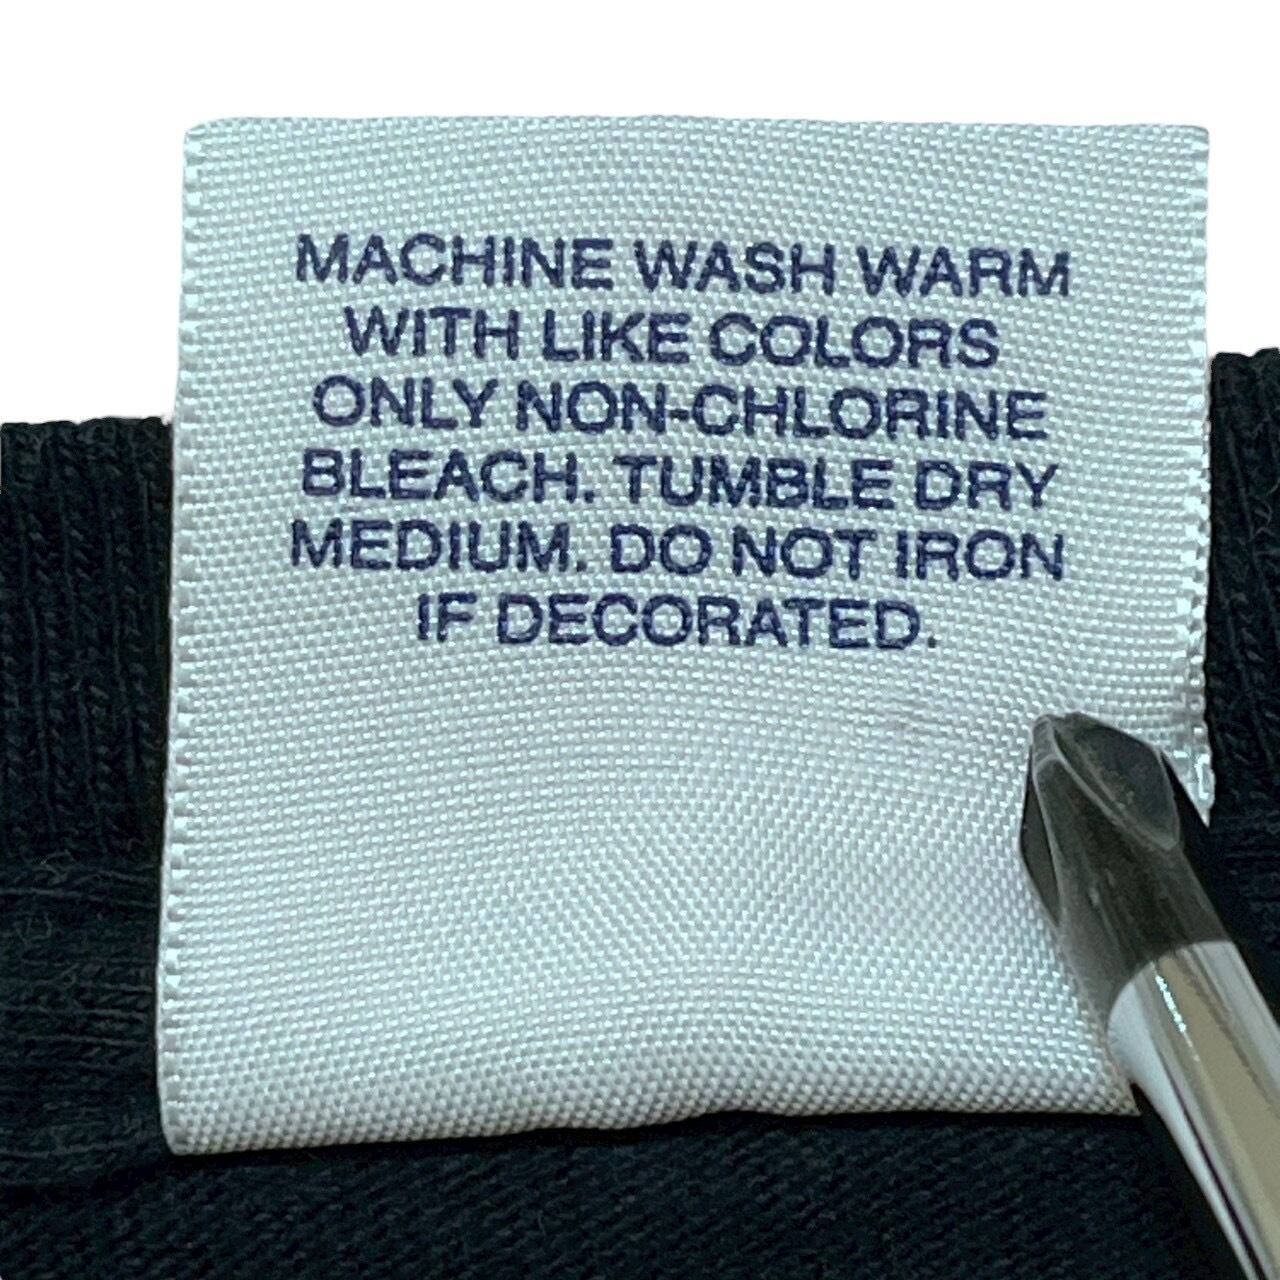 MACHINE WASH WARM
WITH LIKE COLORS
ONLY NON-CHLORINE
BLEACH. TUMBLE DRY
MEDIUM. DO NOT IRON
IF DECORATED.